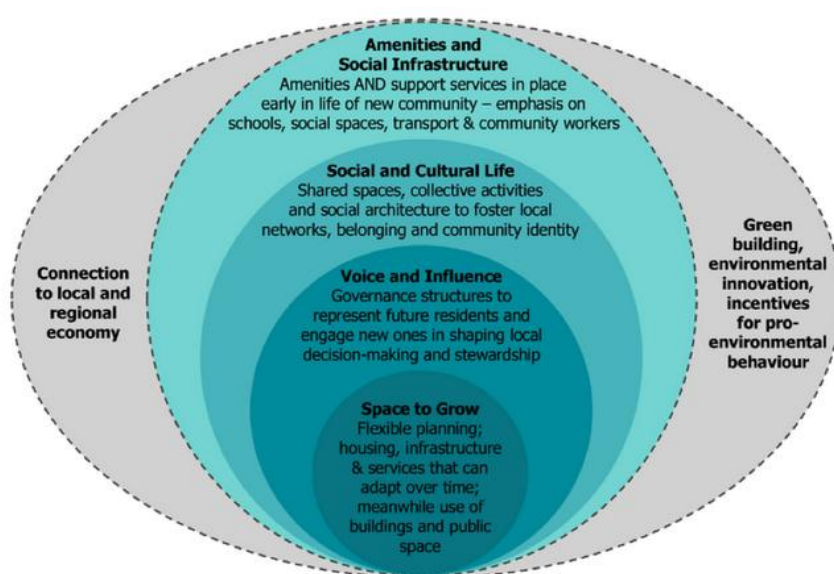 Amenities and
Social Infrastructure
Amenities AND support services in place
early in life of new community – emphasis on
schools, social spaces, transport & community workers
Social and Cultural Life
Shared spaces, collective activities
and social architecture to foster local
networks, belonging and community identity
Connection
to local and
regional
economy
Voice and Influence
Governance structures to
represent future residents and
engage new ones in shaping local
decision-making and stewardship
Green
building,
environmental
innovation,
incentives
for pro-
environmental
behaviour
Space to Grow
Flexible planning;
housing, infrastructure
& services that can
adapt over time;
meanwhile use of
buildings and public
space